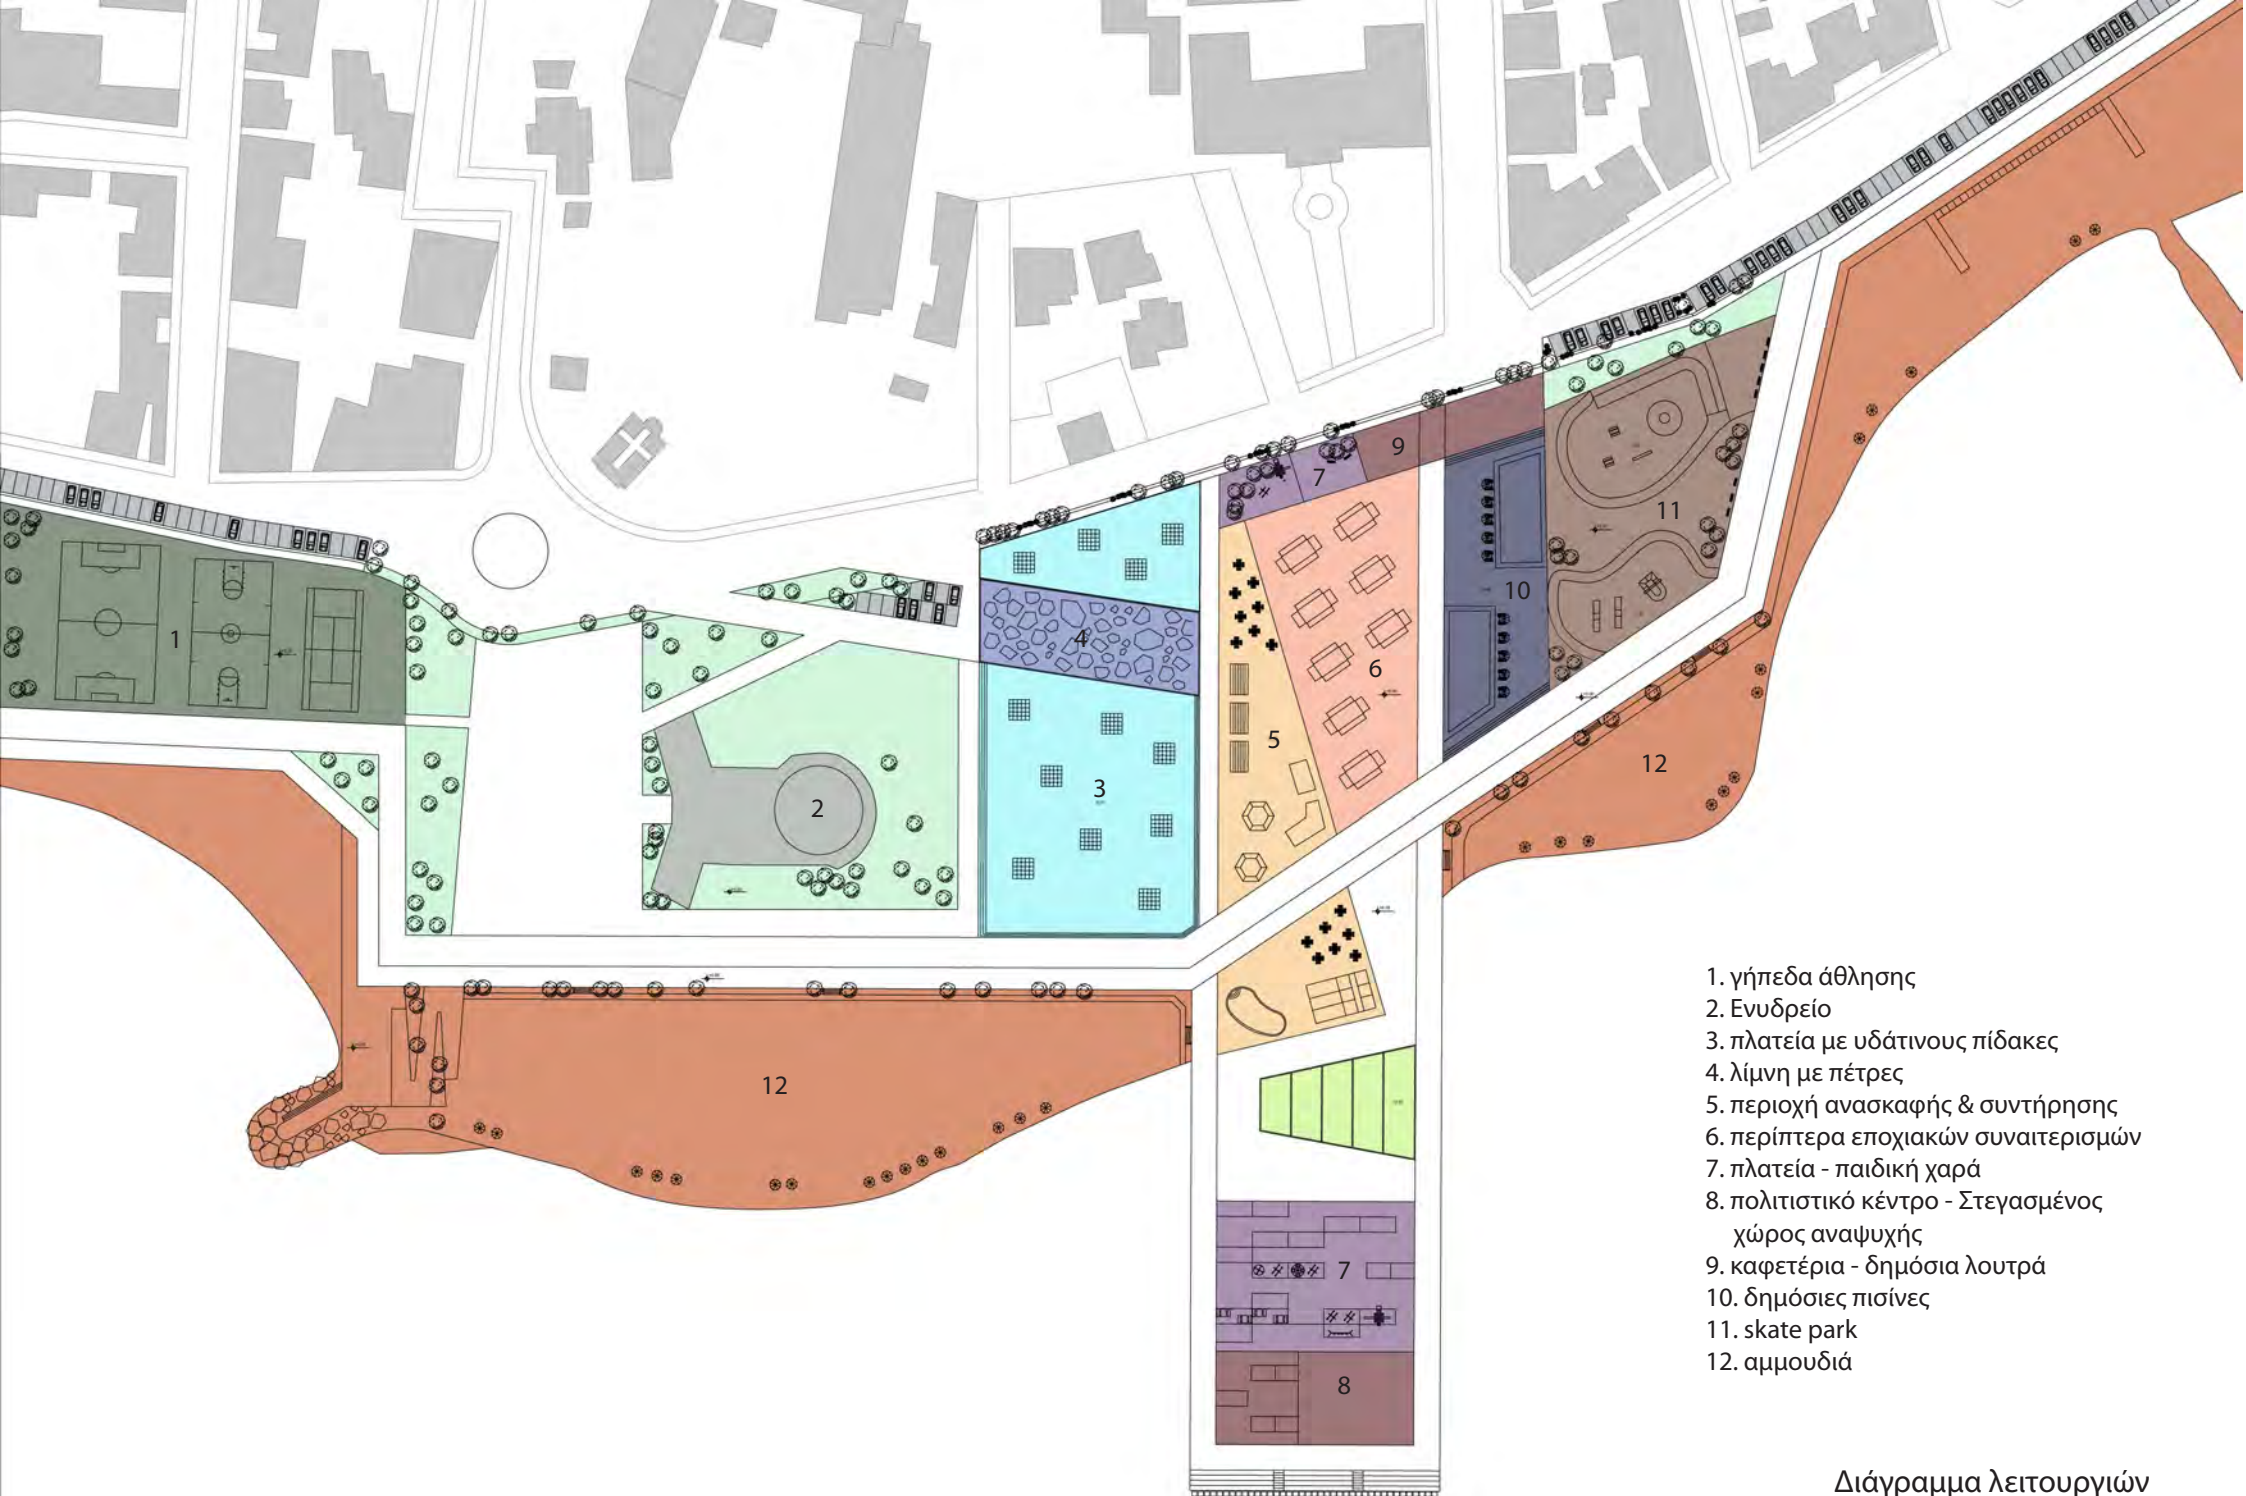 9
7
11
10
4
1
6
5
12
3
2
12
7
8
1. γήπεδα άθλησης
2. Ενυδρείο
3. πλατεία με υδάτινους πίδακες
4. λίμνη με πέτρες
5. περιοχή ανασκαφής & συντήρησης
6. περίπτερα εποχιακών συναιτερισμών
7. πλατεία - παιδική χαρά
8. πολιτιστικό κέντρο - Στεγασμένος
χώρος αναψυχής
9. καφετέρια - δημόσια λουτρά
10. δημόσιες πισίνες
11. skate park
12. αμμουδιά
Διάγραμμα λειτουργιών